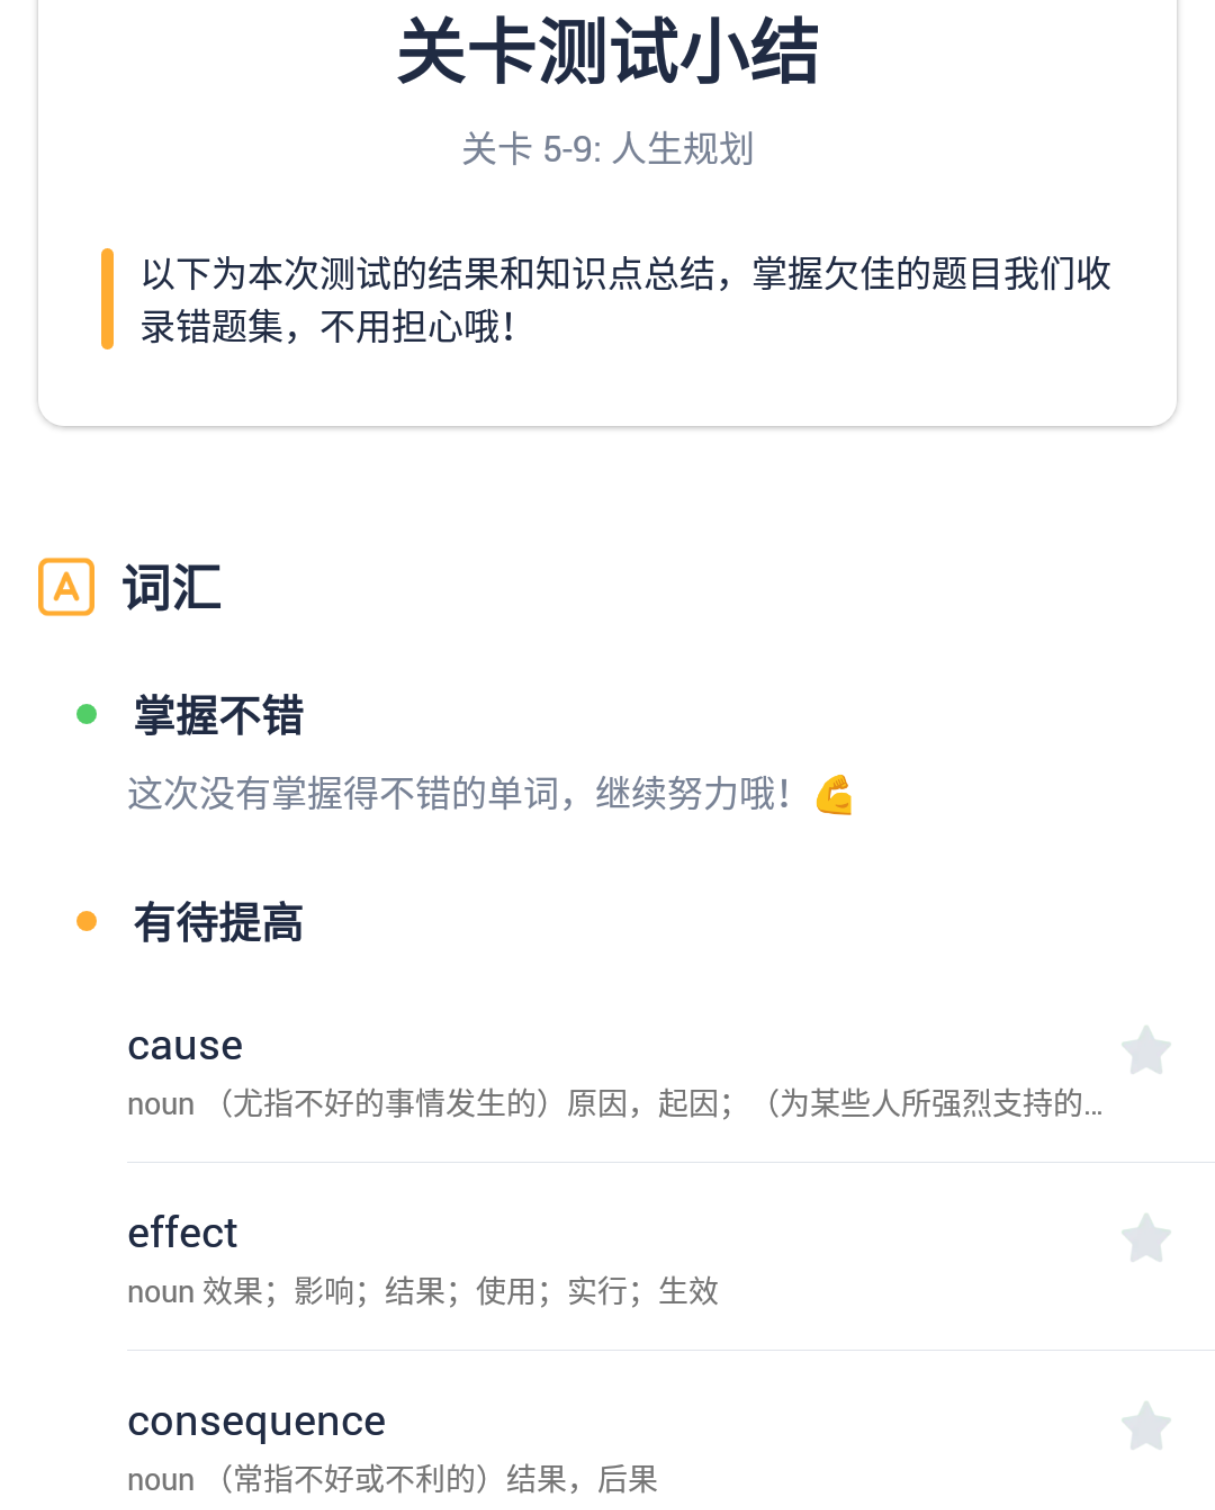 关卡测试小结
关卡 5-9: 人生规划
以下为本次测试的结果和知识点总结，掌握欠佳的题目我们收
录错题集，不用担心哦！
A 词汇
掌握不错
这次没有掌握得不错的单词，继续努力哦！💪
有待提高
cause
noun （尤指不好的事情发生的）原因，起因；（为某些人所强烈支持的...
effect
noun 效果；影响；结果；使用；实行；生效
consequence
noun （常指不好或不利的）结果，后果